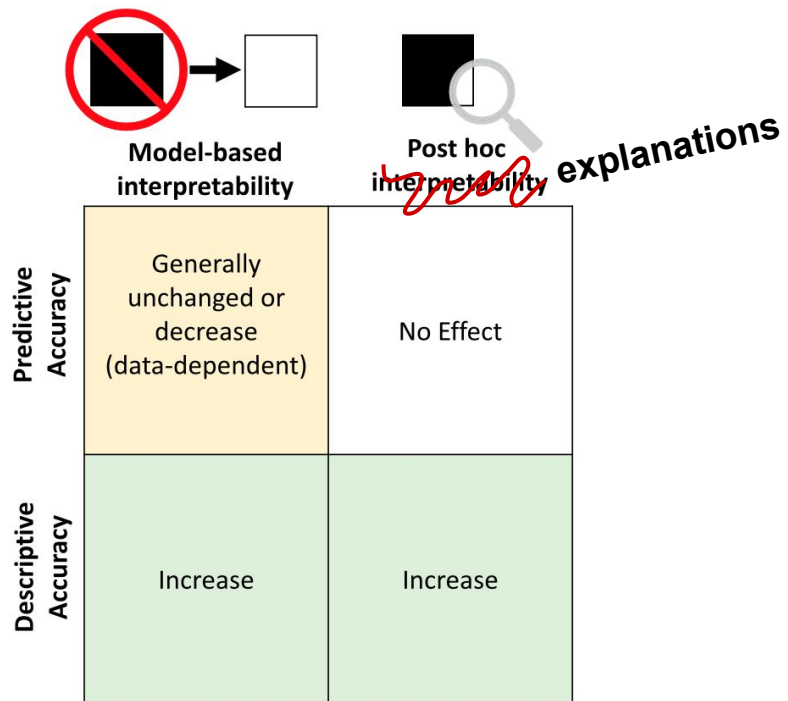 Model-based
interpretability
Post hoc
interpretability
explanations
Predictive
Accuracy
Generally
unchanged or
decrease
(data-dependent)
No Effect
Descriptive
Accuracy
Increase
Increase